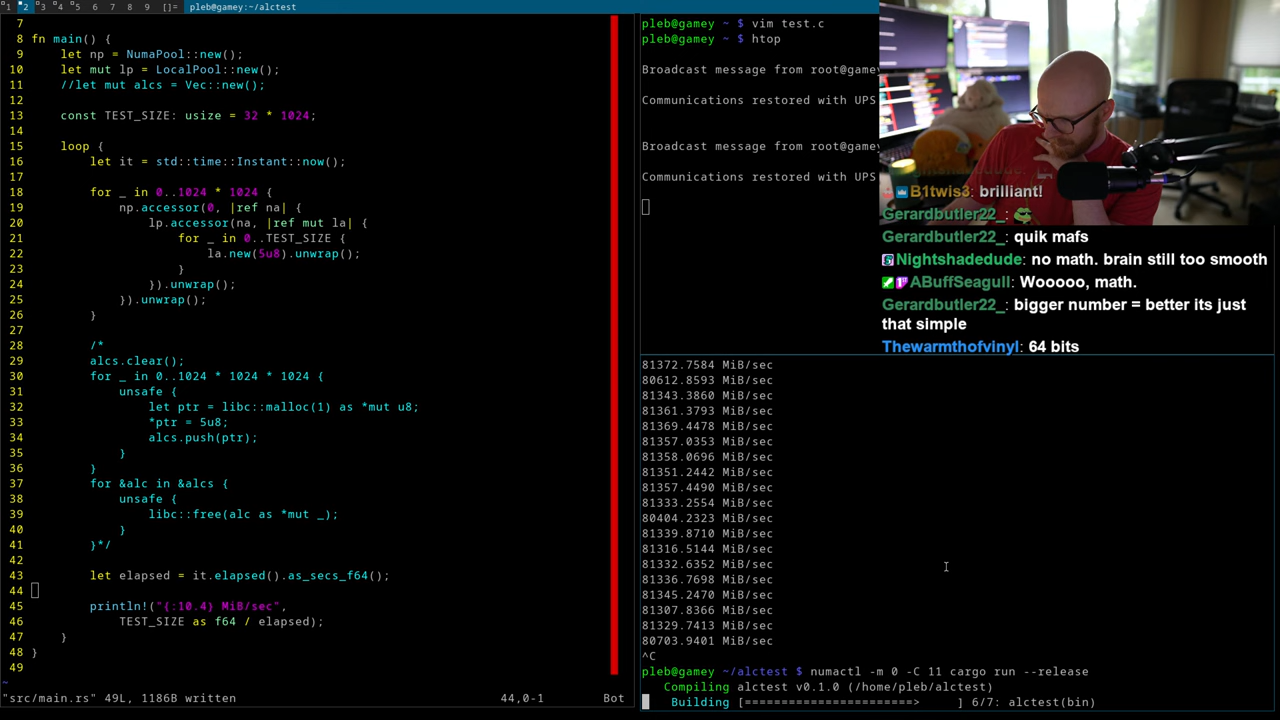 1 2 3 4 5 6 7 8 9 []= pleb@gamey:~/alctest
7
8 fn main() {
9 let np = NumaPool::new();
10 let mut lp = LocalPool::new();
11 //let mut alcs = Vec::new();
12
13 const TEST_SIZE: usize = 32 * 1024;
14
15 loop {
16 let it = std::time::Instant::now();
17
18 for _ in 0..1024 * 1024 {
19 np.accessor(0, |ref na| {
20 lp.accessor(na, |ref mut la| {
21 for _ in 0..TEST_SIZE {
22 la.new(5u8).unwrap();
23 }
24 }).unwrap();
25 }).unwrap();
26 }
27
28 /*
29 alcs.clear();
30 for _ in 0..1024 * 1024 * 1024 {
31 unsafe {
32 let ptr = libc::malloc(1) as *mut u8;
33 *ptr = 5u8;
34 alcs.push(ptr);
35 }
36 }
37 for &alc in &alcs {
38 unsafe {
39 libc::free(alc as *mut _);
40 }
41 }*/
42
43 let elapsed = it.elapsed().as_secs_f64();
44
45 println!("{:10.4} MiB/sec",
46 TEST_SIZE as f64 / elapsed);
47 }
48 }
49
~
"src/main.rs" 49L, 1186B written 44,0-1 Bot
pleb@gamey ~ $ vim test.c
pleb@gamey ~ $ htop
Broadcast message from root@game
Communications restored with UPS
Broadcast message from root@game
Communications restored with UPS
B1twis3: brilliant!
Gerardbutler22_:
Gerardbutler22_: quik mafs
Nightshadedude: no math. brain still too smooth
ABuffSeagull: Wooooo, math.
Gerardbutler22_: bigger number = better its just
that simple
Thewarmthofvinyl: 64 bits
81372.7584 MiB/sec
80612.8593 MiB/sec
81343.3860 MiB/sec
81361.3793 MiB/sec
81369.4478 MiB/sec
81357.0353 MiB/sec
81358.0696 MiB/sec
81351.2442 MiB/sec
81357.4490 MiB/sec
81333.2554 MiB/sec
80404.2323 MiB/sec
81339.8710 MiB/sec
81316.5144 MiB/sec
81332.6352 MiB/sec
81336.7698 MiB/sec
81345.2470 MiB/sec
81307.8366 MiB/sec
81329.7413 MiB/sec
80703.9401 MiB/sec
^C
pleb@gamey ~/alctest $ numactl -m 0 -C 11 cargo run --release
Compiling alctest v0.1.0 (/home/pleb/alctest)
Building [=======================> ] 6/7: alctest(bin)